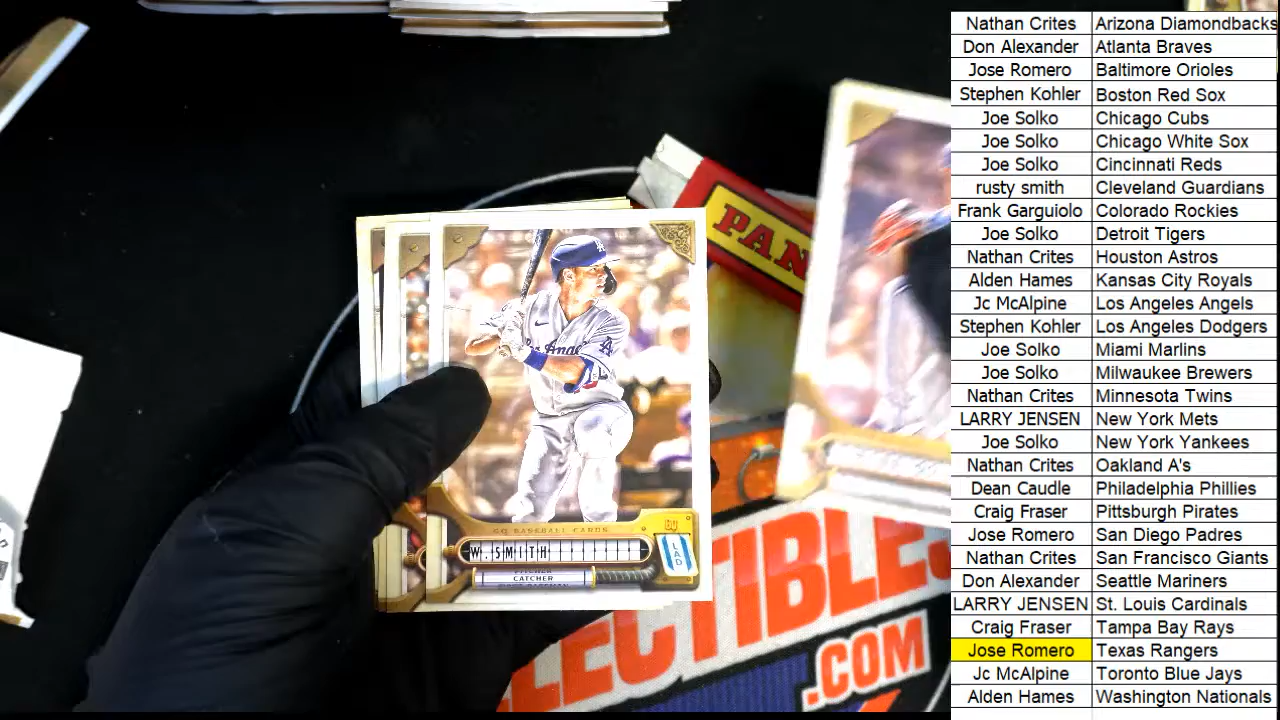 Nathan Crites Arizona Diamondbacks
Don Alexander Atlanta Braves
Jose Romero Baltimore Orioles
Stephen Kohler Boston Red Sox
Joe Solko Chicago Cubs
Joe Solko Chicago White Sox
Joe Solko Cincinnati Reds
rusty smith Cleveland Guardians
Frank Garguiolo Colorado Rockies
Joe Solko Detroit Tigers
Nathan Crites Houston Astros
Alden Hames Kansas City Royals
Jc McAlpine Los Angeles Angels
Stephen Kohler Los Angeles Dodgers
Joe Solko Miami Marlins
Joe Solko Milwaukee Brewers
Nathan Crites Minnesota Twins
LARRY JENSEN New York Mets
Joe Solko New York Yankees
Nathan Crites Oakland A's
Dean Caudle Philadelphia Phillies
Craig Fraser Pittsburgh Pirates
Jose Romero San Diego Padres
Nathan Crites San Francisco Giants
Don Alexander Seattle Mariners
LARRY JENSEN St. Louis Cardinals
Craig Fraser Tampa Bay Rays
Jose Romero Texas Rangers
Jc McAlpine Toronto Blue Jays
Alden Hames Washington Nationals
PAN
GQ BASEBALL CARDS
W. SMITH
CATCHER
LAD
LECTIBLES
.COM